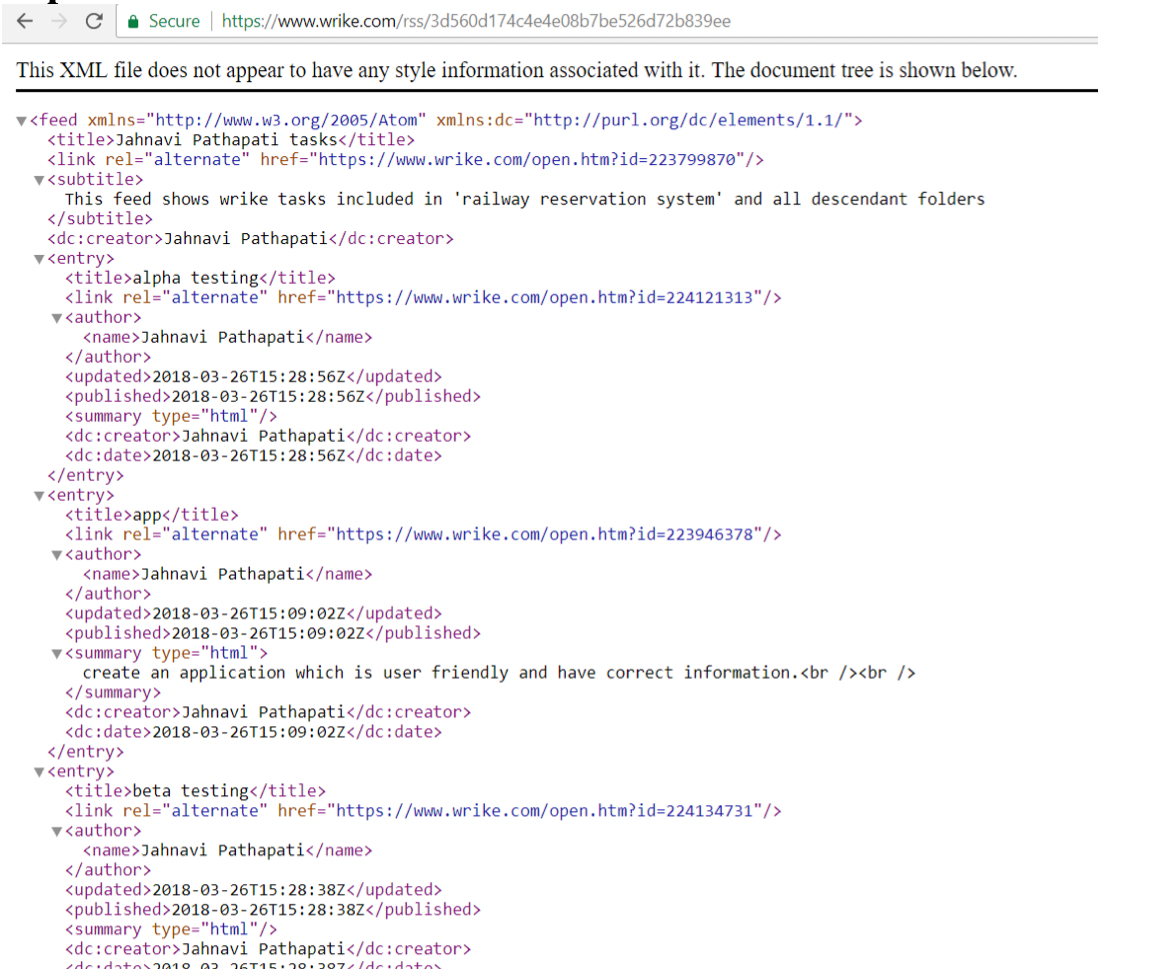 Secure | https://www.wrike.com/rss/3d560d174c4e4e08b7be526d72b839ee
This XML file does not appear to have any style information associated with it. The document tree is shown below.
▼<feed xmlns="http://www.w3.org/2005/Atom" xmlns:dc="http://purl.org/dc/elements/1.1/">
<title>Jahnavi Pathapati tasks</title>
<link rel="alternate" href="https://www.wrike.com/open.htm?id=223799870"/>
▼<subtitle>
This feed shows wrike tasks included in 'railway reservation system' and all descendant folders
</subtitle>
<dc:creator>Jahnavi Pathapati</dc:creator>
▼<entry>
<title>alpha testing</title>
<link rel="alternate" href="https://www.wrike.com/open.htm?id=224121313"/>
▼<author>
<name>Jahnavi Pathapati</name>
</author>
<updated>2018-03-26T15:28:56Z</updated>
<published>2018-03-26T15:28:56Z</published>
<summary type="html"/>
<dc:creator>Jahnavi Pathapati</dc:creator>
<dc:date>2018-03-26T15:28:56Z</dc:date>
</entry>
▼<entry>
<title>app</title>
<link rel="alternate" href="https://www.wrike.com/open.htm?id=223946378"/>
▼<author>
<name>Jahnavi Pathapati</name>
</author>
<updated>2018-03-26T15:09:02Z</updated>
<published>2018-03-26T15:09:02Z</published>
▼<summary type="html">
create an application which is user friendly and have correct information.<br /><br />
</summary>
<dc:creator>Jahnavi Pathapati</dc:creator>
<dc:date>2018-03-26T15:09:02Z</dc:date>
</entry>
▼<entry>
<title>beta testing</title>
<link rel="alternate" href="https://www.wrike.com/open.htm?id=224134731"/>
▼<author>
<name>Jahnavi Pathapati</name>
</author>
<updated>2018-03-26T15:28:38Z</updated>
<published>2018-03-26T15:28:38Z</published>
<summary type="html"/>
<dc:creator>Jahnavi Pathapati</dc:creator>
<dc:date>2018-03-26T15:28:38Z</dc:date>